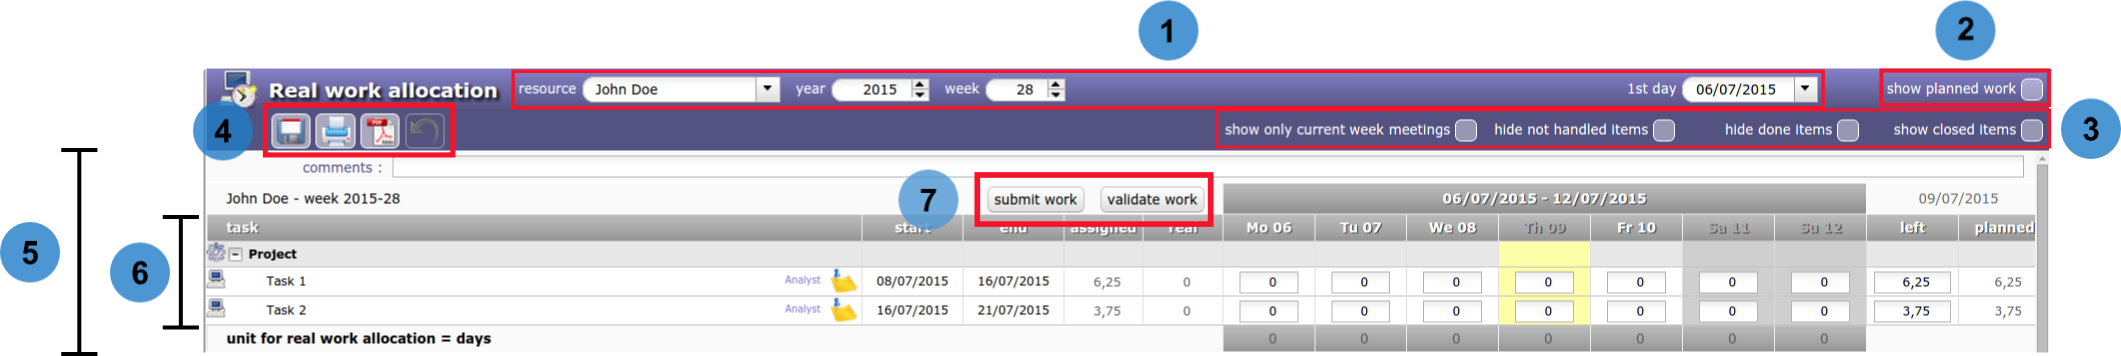 1
2
Real work allocation resource John Doe year 2015 week 28 1st day 06/07/2015 show planned work
4 PDF show only current week meetings hide not handled items hide done items show closed items 3
comments :
John Doe - week 2015-28 7 submit work validate work 06/07/2015 - 12/07/2015 09/07/2015
task start end assigned real Mo 06 Tu 07 We 08 Th 09 Fr 10 Sa 11 Su 12 left planned
5
Project
6
Task 1 Analyst 08/07/2015 16/07/2015 6,25 0 0 0 0 0 0 0 0 6,25 6,25
Task 2 Analyst 16/07/2015 21/07/2015 3,75 0 0 0 0 0 0 0 0 3,75 3,75
unit for real work allocation = days 0 0 0 0 0 0 0